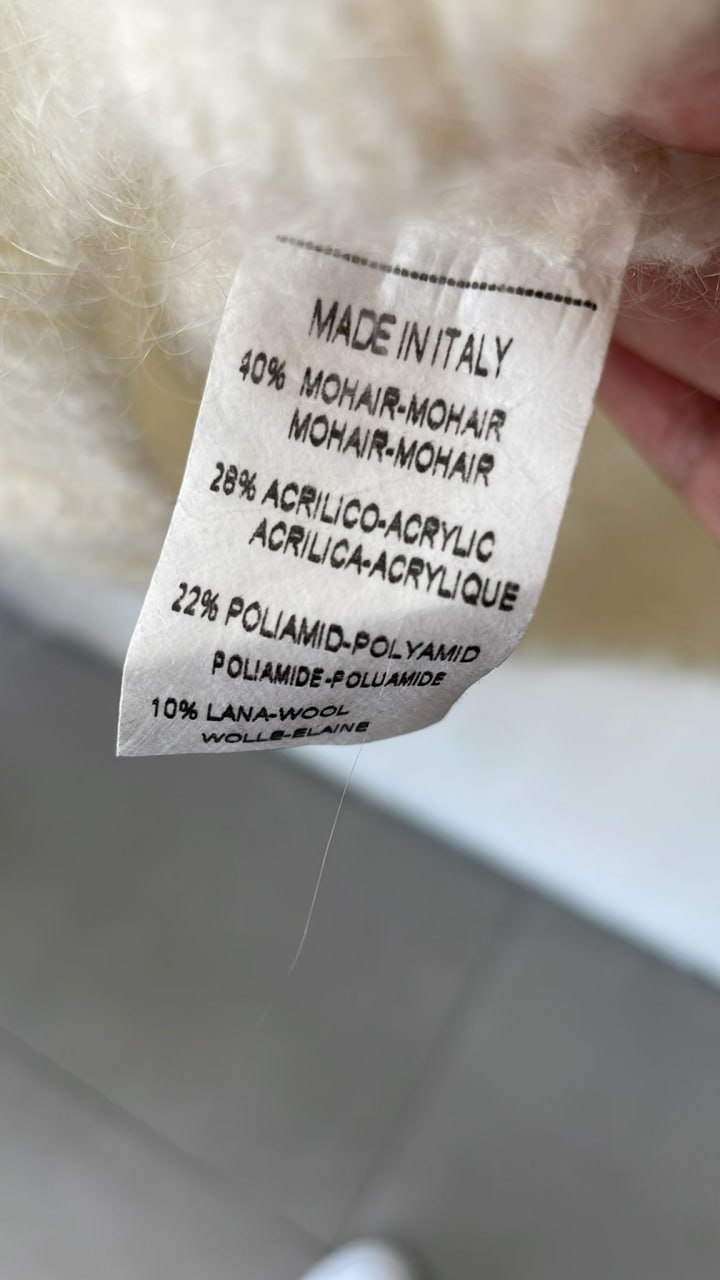 MADE IN ITALY
40% MOHAIR-MOHAIR
MOHAIR-MOHAIR
28% ACRILICO-ACRYLIC
ACRILICA-ACRYLIQUE
22% POLIAMID-POLYAMID
POLIAMIDE-POLUAMIDE
10% LANA-WOOL
WOLLE-ELAINE